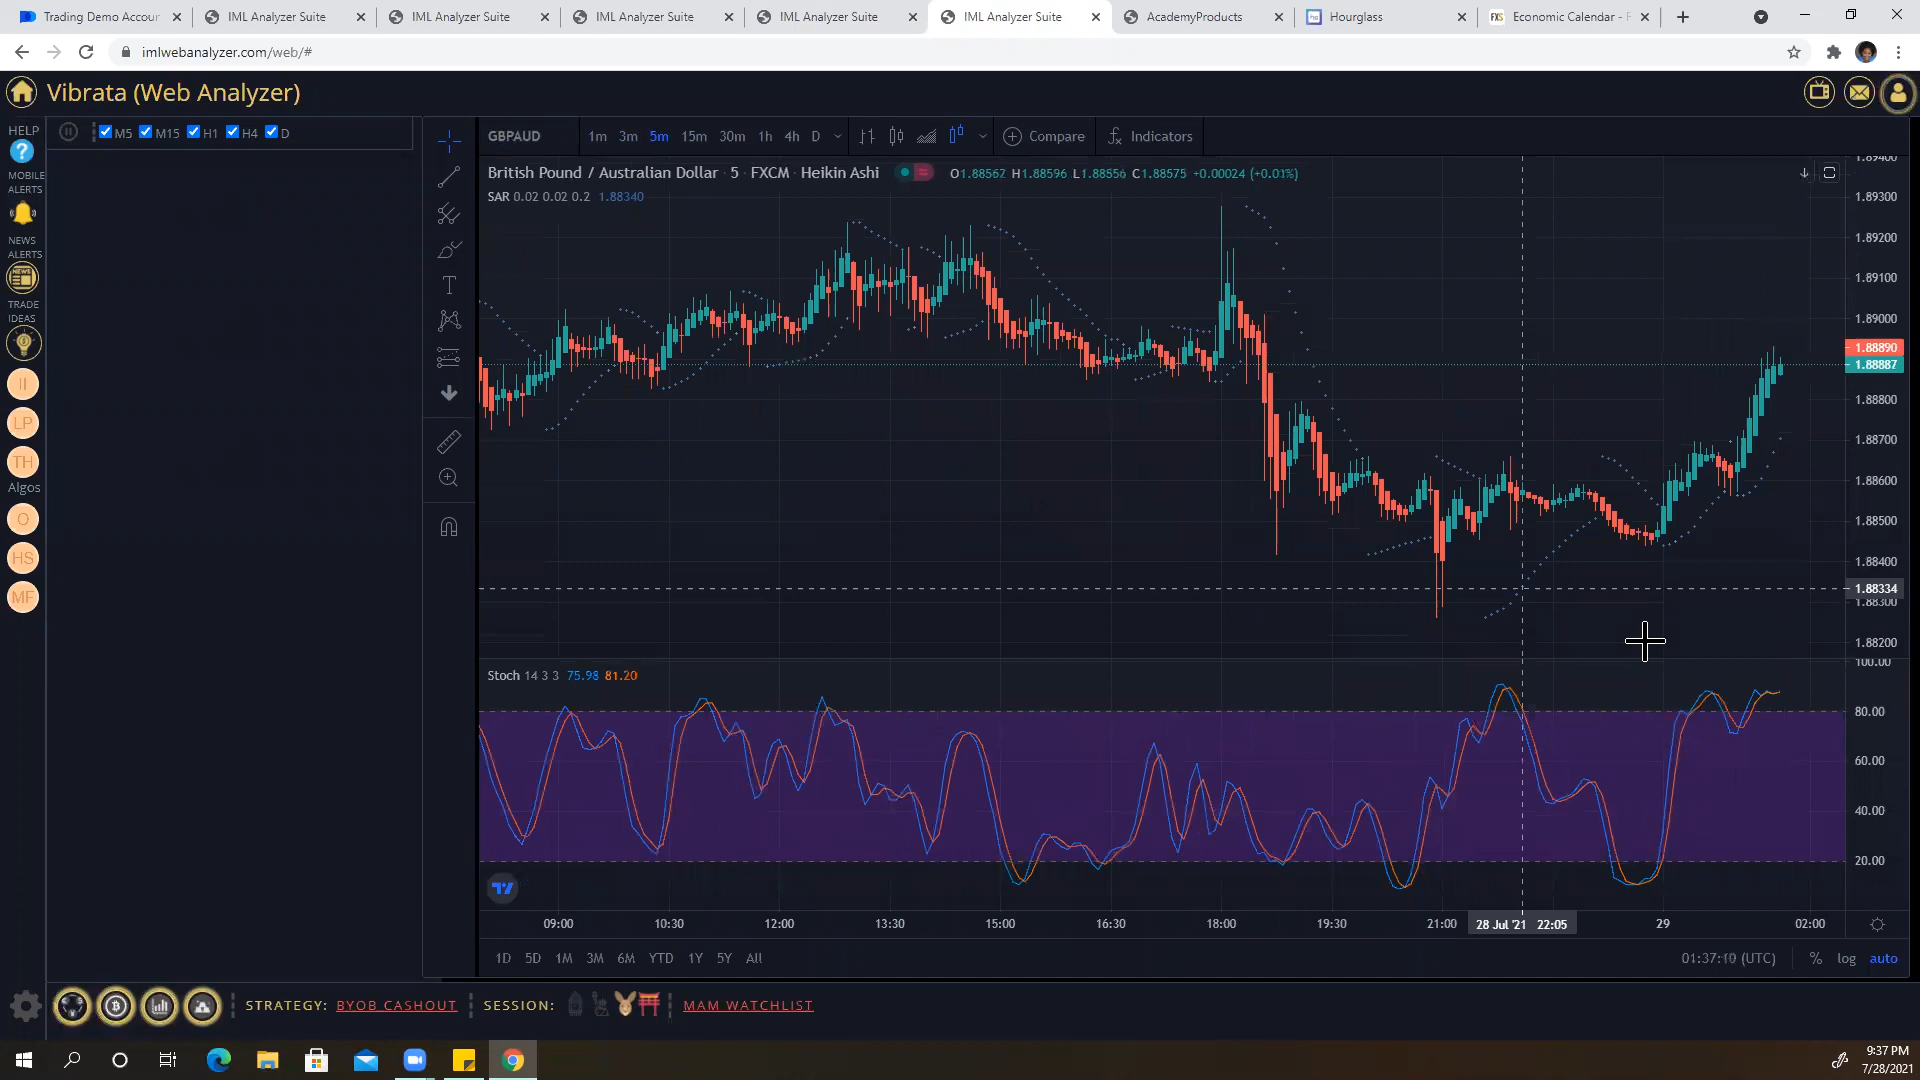 Trading Demo Accour
IML Analyzer Suite
IML Analyzer Suite
IML Analyzer Suite
IML Analyzer Suite
IML Analyzer Suite
AcademyProducts
Hourglass
Economic Calendar - F
imlwebanalyzer.com/web/#
Vibrata (Web Analyzer)
HELP
M5 M15 H1 H4 D
MOBILE
ALERTS
NEWS
ALERTS
NEWS
TRADE
IDEAS
II
LP
TH
Algos
O
HS
MF
GBPAUD 1m 3m 5m 15m 30m 1h 4h D Compare Indicators
British Pound / Australian Dollar · 5 · FXCM · Heikin Ashi O1.88562 H1.88596 L1.88556 C1.88575 +0.00024 (+0.01%)
SAR 0.02 0.02 0.2 1.88340
1.89400
1.89300
1.89200
1.89100
1.89000
1.88890
1.88887
1.88800
1.88700
1.88600
1.88500
1.88400
1.88334
1.88300
1.88200
100.00
Stoch 14 3 3 75.98 81.20
80.00
60.00
40.00
20.00
09:00 10:30 12:00 13:30 15:00 16:30 18:00 19:30 21:00 28 Jul '21 22:05 29 02:00
1D 5D 1M 3M 6M YTD 1Y 5Y All 01:37:10 (UTC) % log auto
STRATEGY: BYOB CASHOUT SESSION: MAM WATCHLIST
9:37 PM
7/28/2021